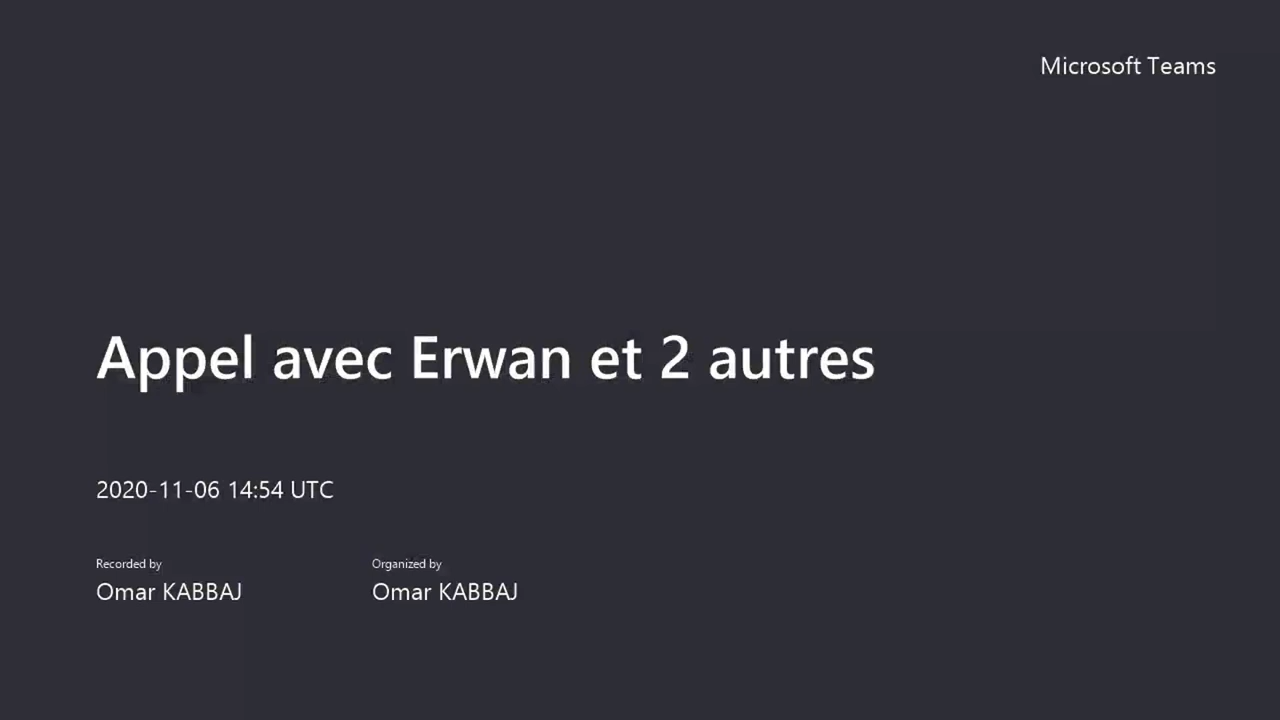 Microsoft Teams
Appel avec Erwan et 2 autres
2020-11-06 14:54 UTC
Recorded by
Omar KABBAJ
Organized by
Omar KABBAJ